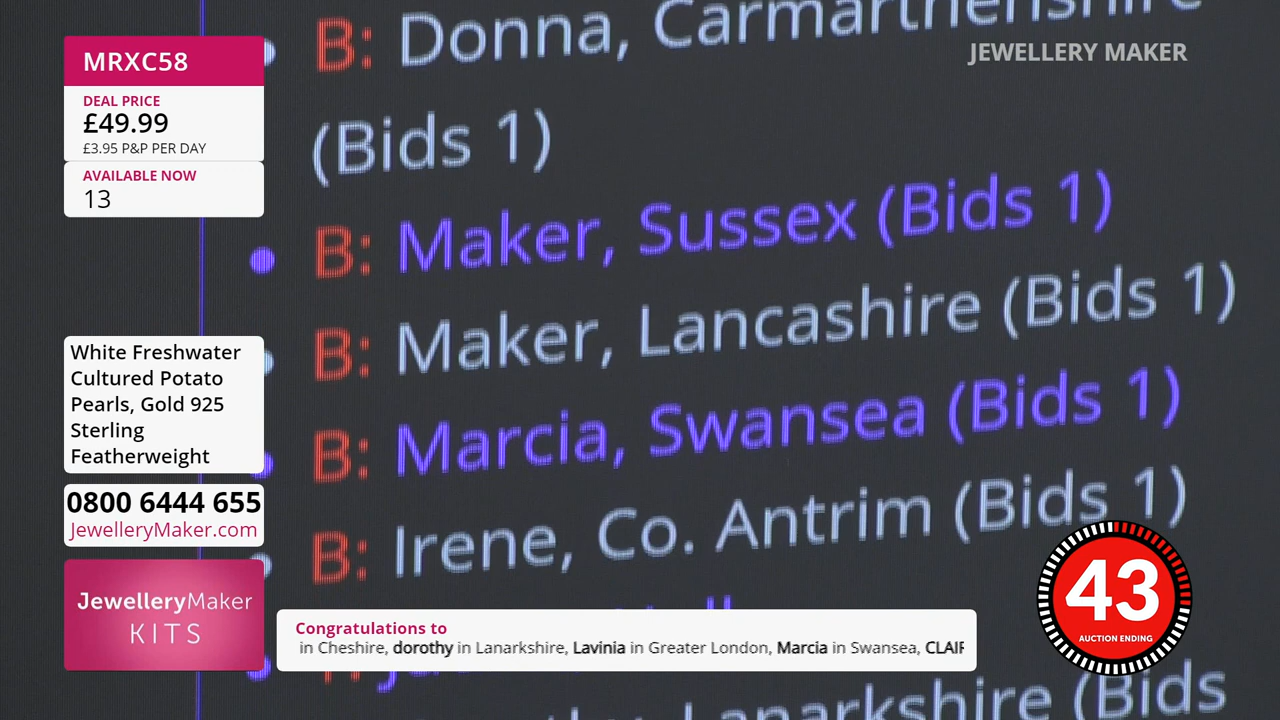 MRXC58
DEAL PRICE
£49.99
£3.95 P&P PER DAY
AVAILABLE NOW
13
White Freshwater
Cultured Potato
Pearls, Gold 925
Sterling
Featherweight
0800 6444 655
JewelleryMaker.com
JewelleryMaker
KITS
JEWELLERY MAKER
B: Donna, Carmarthenshire
(Bids 1)
B: Maker, Sussex (Bids 1)
B: Maker, Lancashire (Bids 1)
B: Marcia, Swansea (Bids 1)
B: Irene, Co. Antrim (Bids 1)
Lanarkshire (Bids
43
AUCTION ENDING
Congratulations to
in Cheshire, dorothy in Lanarkshire, Lavinia in Greater London, Marcia in Swansea, CLAIF